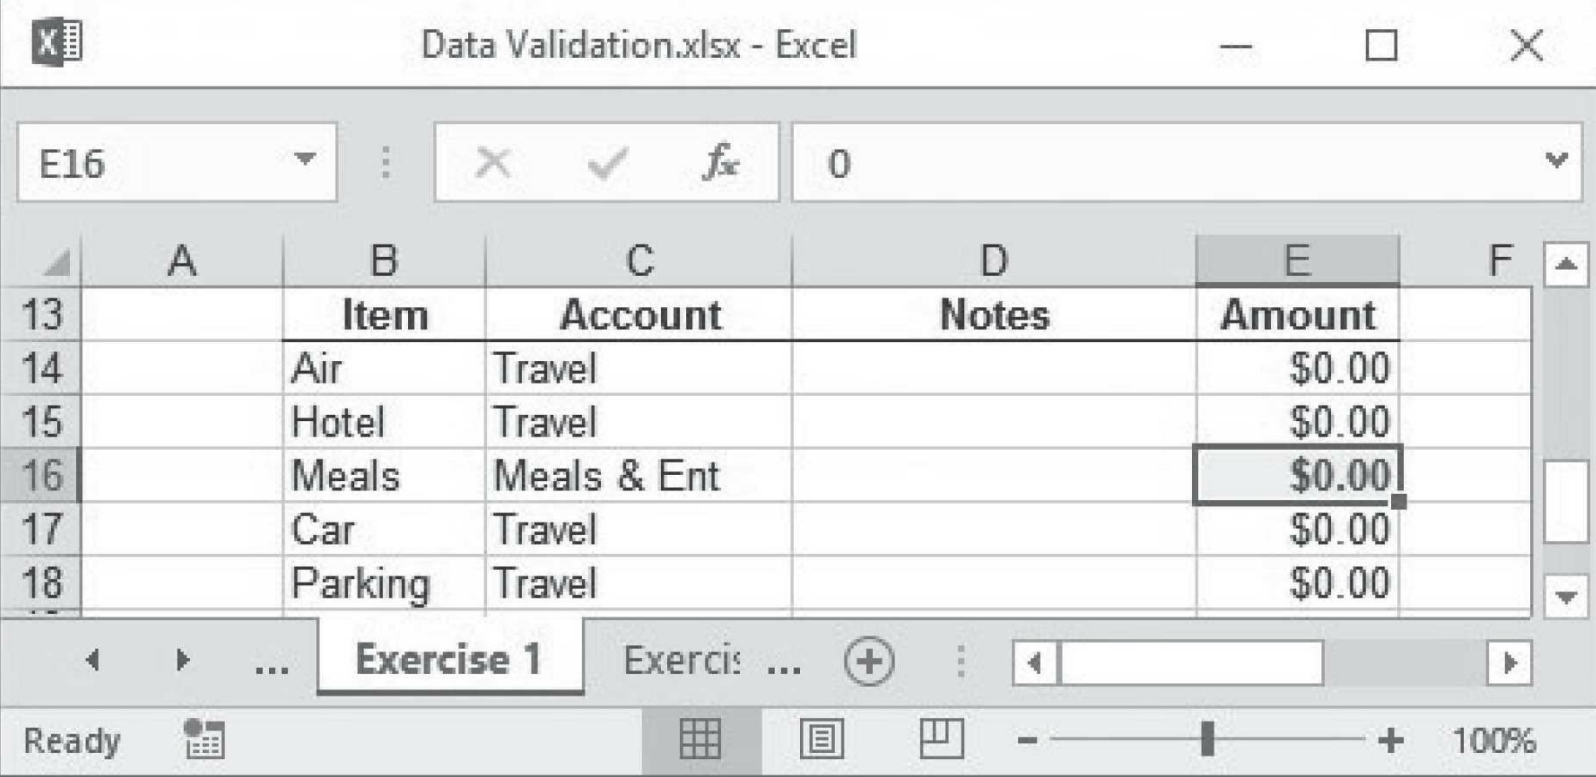 Data Validation.xlsx - Excel
E16 fx 0
A B C D E F
13 Item Account Notes Amount
14 Air Travel $0.00
15 Hotel Travel $0.00
16 Meals Meals & Ent $0.00
17 Car Travel $0.00
18 Parking Travel $0.00
... Exercise 1 Exercis ...
Ready 100%